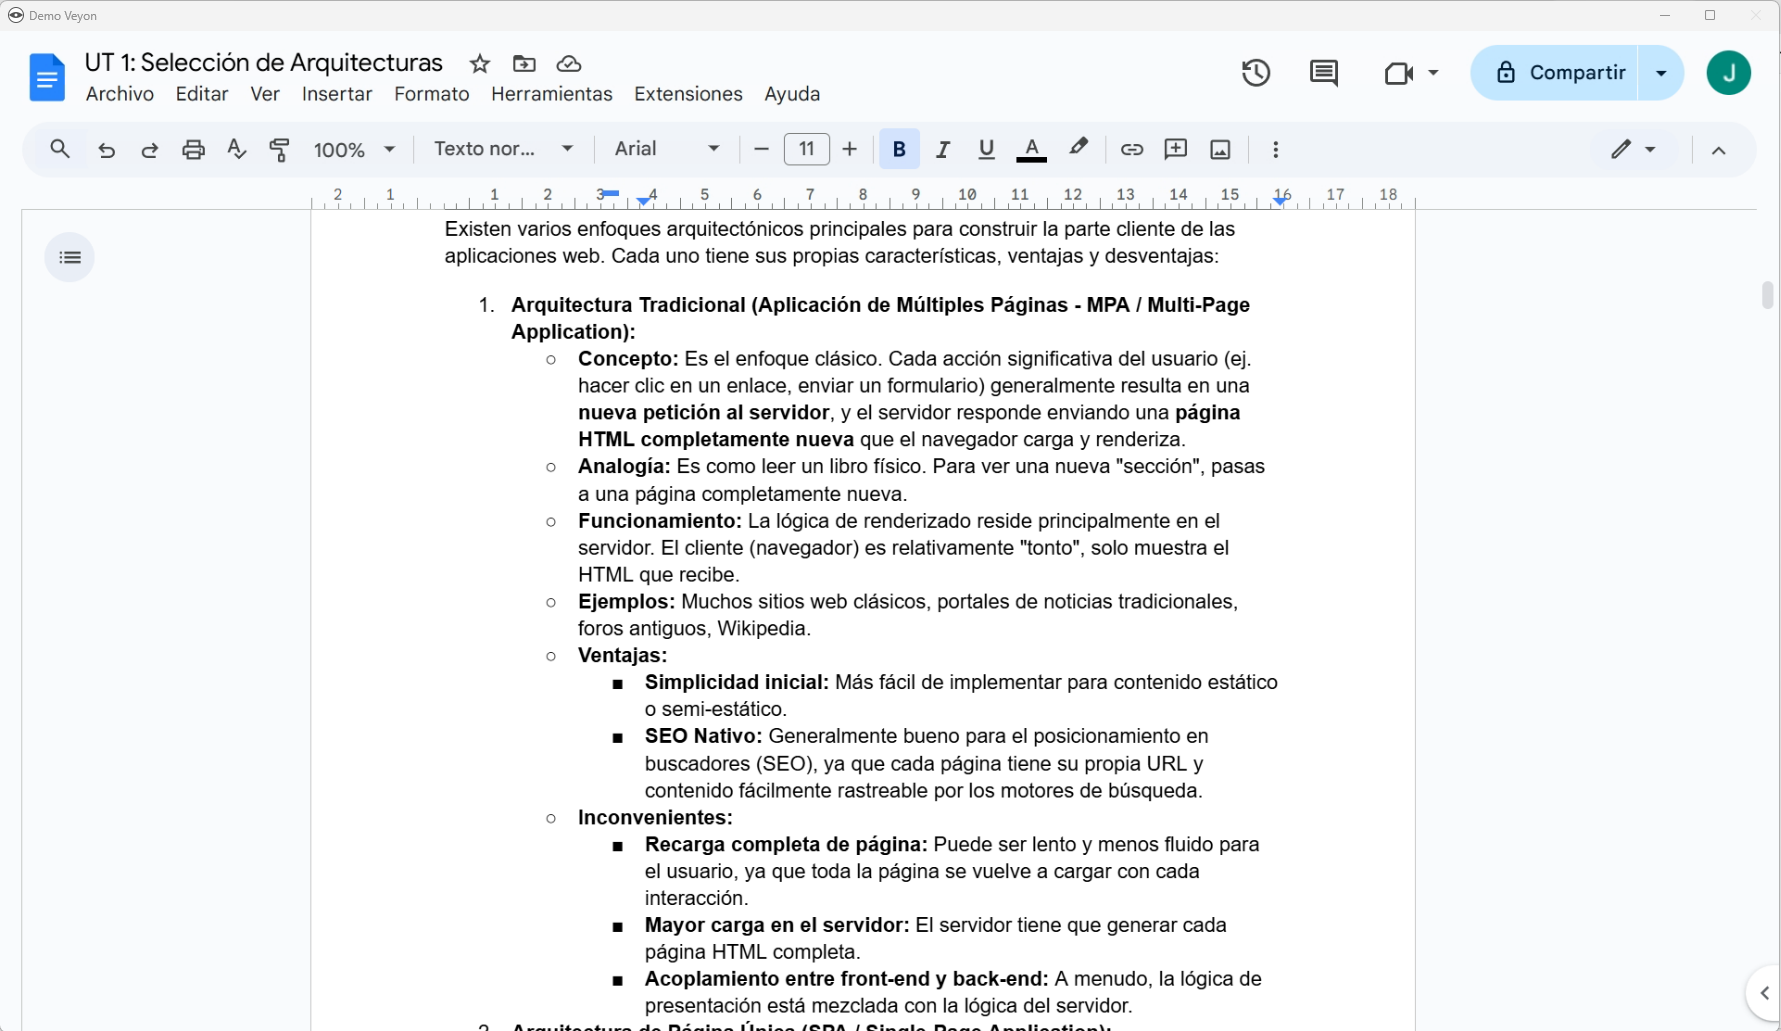 Demo Veyon
UT 1: Selección de Arquitecturas
Archivo Editar Ver Insertar Formato Herramientas Extensiones Ayuda
Compartir
J
100% Texto nor... Arial 11 B I U A
2 1 1 2 3 4 5 6 7 8 9 10 11 12 13 14 15 16 17 18
Existen varios enfoques arquitectónicos principales para construir la parte cliente de las
aplicaciones web. Cada uno tiene sus propias características, ventajas y desventajas:
1. Arquitectura Tradicional (Aplicación de Múltiples Páginas - MPA / Multi-Page
Application):
○ Concepto: Es el enfoque clásico. Cada acción significativa del usuario (ej.
hacer clic en un enlace, enviar un formulario) generalmente resulta en una
nueva petición al servidor, y el servidor responde enviando una página
HTML completamente nueva que el navegador carga y renderiza.
○ Analogía: Es como leer un libro físico. Para ver una nueva "sección", pasas
a una página completamente nueva.
○ Funcionamiento: La lógica de renderizado reside principalmente en el
servidor. El cliente (navegador) es relativamente "tonto", solo muestra el
HTML que recibe.
○ Ejemplos: Muchos sitios web clásicos, portales de noticias tradicionales,
foros antiguos, Wikipedia.
○ Ventajas:
■ Simplicidad inicial: Más fácil de implementar para contenido estático
o semi-estático.
■ SEO Nativo: Generalmente bueno para el posicionamiento en
buscadores (SEO), ya que cada página tiene su propia URL y
contenido fácilmente rastreable por los motores de búsqueda.
○ Inconvenientes:
■ Recarga completa de página: Puede ser lento y menos fluido para
el usuario, ya que toda la página se vuelve a cargar con cada
interacción.
■ Mayor carga en el servidor: El servidor tiene que generar cada
página HTML completa.
■ Acoplamiento entre front-end y back-end: A menudo, la lógica de
presentación está mezclada con la lógica del servidor.
2. Arquitectura de Página Única (SPA / Single-Page Application):